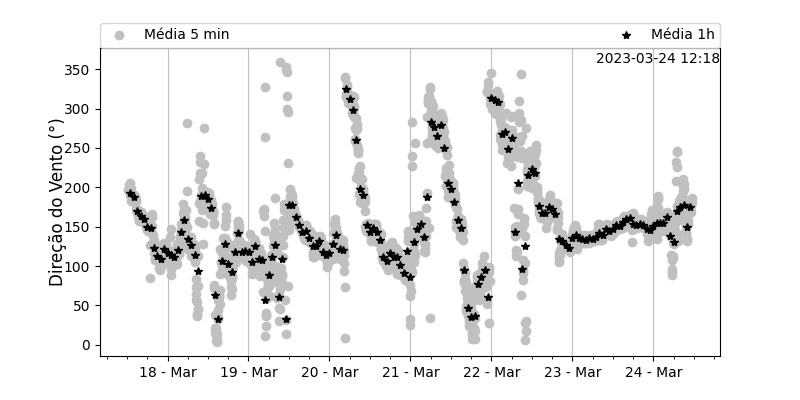 Média 5 min
Média 1h
2023-03-24 12:18
Direção do Vento (°)
350
300
250
200
150
100
50
0
18 - Mar
19 - Mar
20 - Mar
21 - Mar
22 - Mar
23 - Mar
24 - Mar